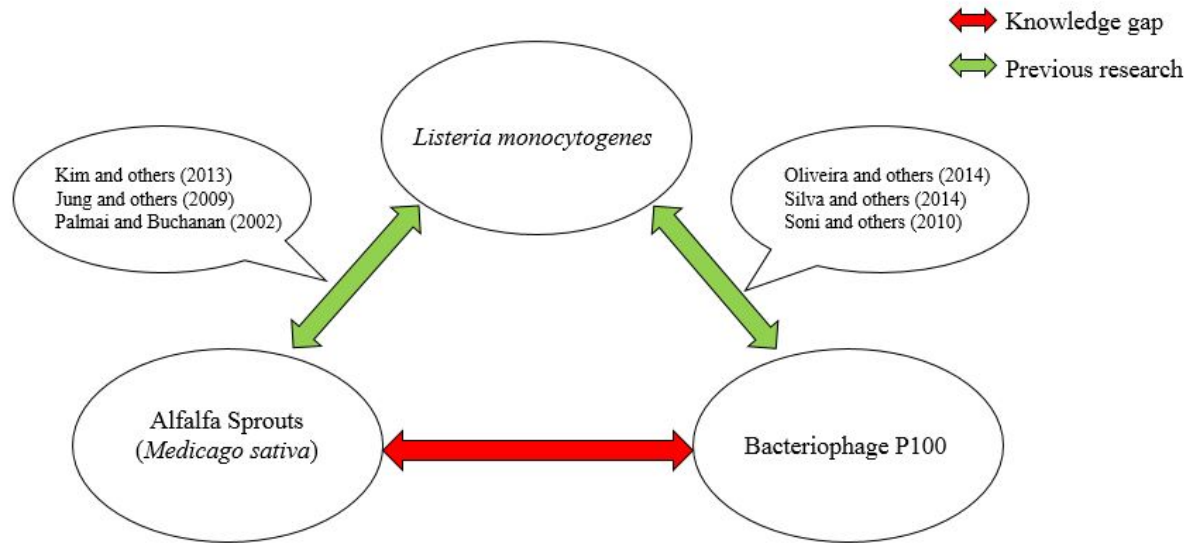 Knowledge gap
Previous research
Listeria monocytogenes
Kim and others (2013)
Jung and others (2009)
Palmai and Buchanan (2002)
Oliveira and others (2014)
Silva and others (2014)
Soni and others (2010)
Alfalfa Sprouts
(Medicago sativa)
Bacteriophage P100